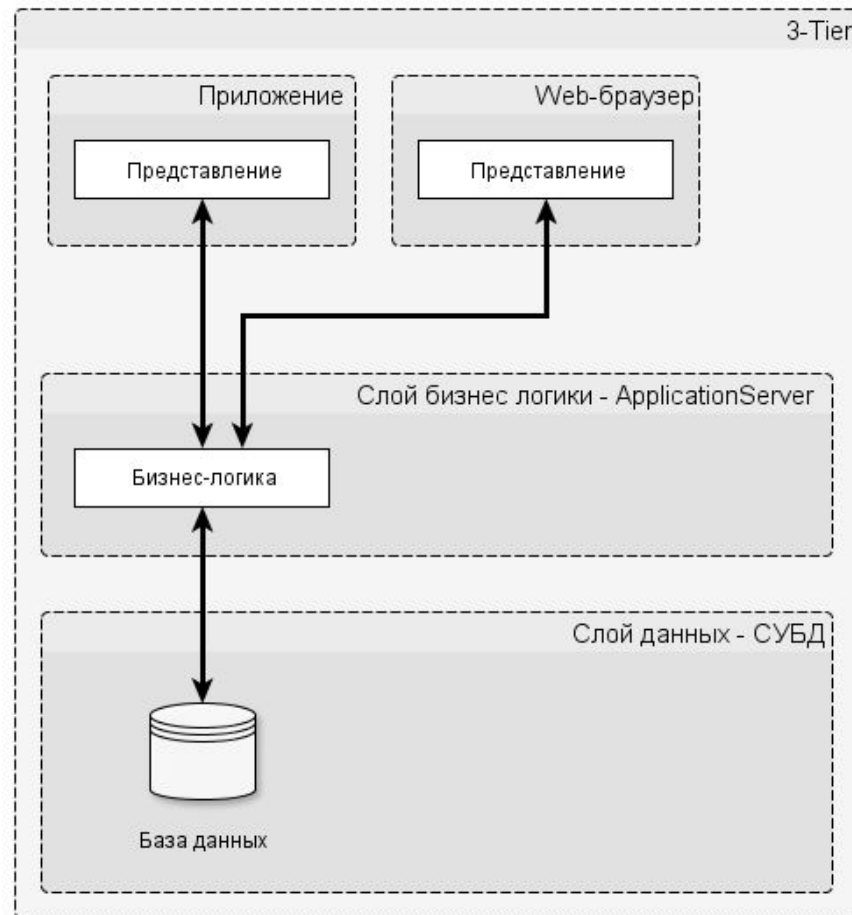 3-Tier
Приложение
Web-браузер
Представление
Представление
Слой бизнес логики - ApplicationServer
Бизнес-логика
Слой данных - СУБД
База данных